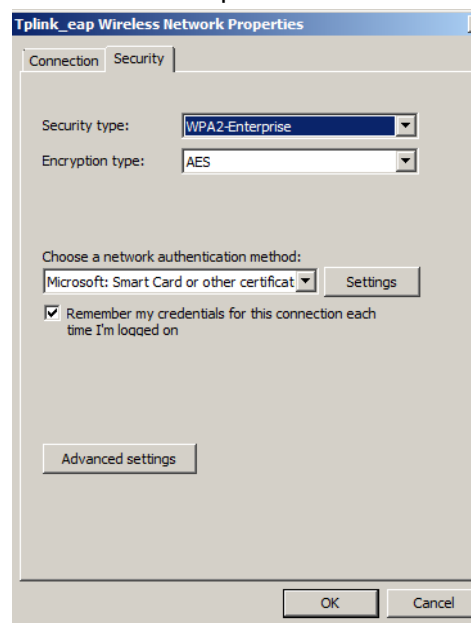 Tplink_eap Wireless Network Properties
Connection Security
Security type: WPA2-Enterprise
Encryption type: AES
Choose a network authentication method:
Microsoft: Smart Card or other certificat Settings
Remember my credentials for this connection each
time I'm logged on
Advanced settings
OK Cancel